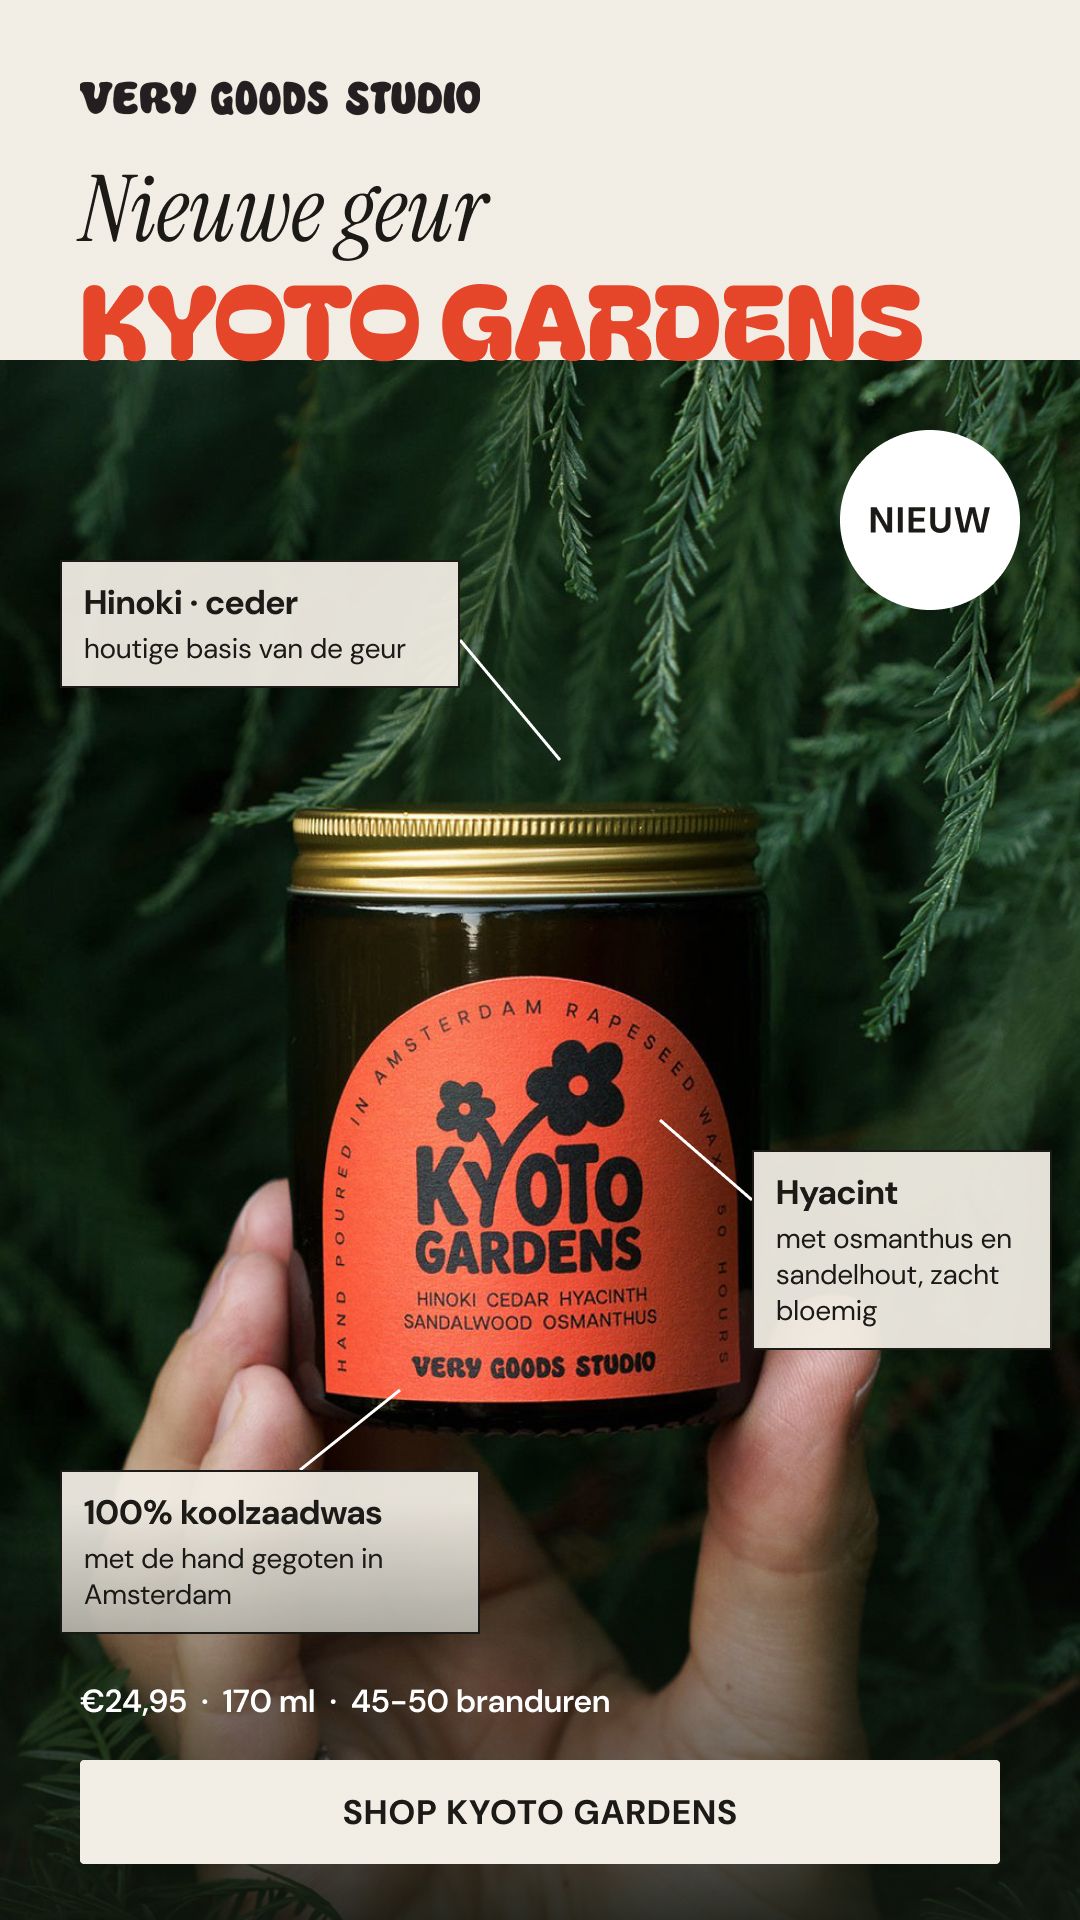 VERY GOODS STUDIO
Nieuwe geur
KYOTO GARDENS
NIEUW
Hinoki · ceder
houtige basis van de geur
HAND POURED IN AMSTERDAM RAPESEED WAX 50 HOURS
KYOTO
GARDENS
HINOKI CEDAR HYACINTH
SANDALWOOD OSMANTHUS
VERY GOODS STUDIO
Hyacint
met osmanthus en
sandelhout, zacht
bloemig
100% koolzaadwas
met de hand gegoten in
Amsterdam
€24,95 · 170 ml · 45-50 branduren
SHOP KYOTO GARDENS